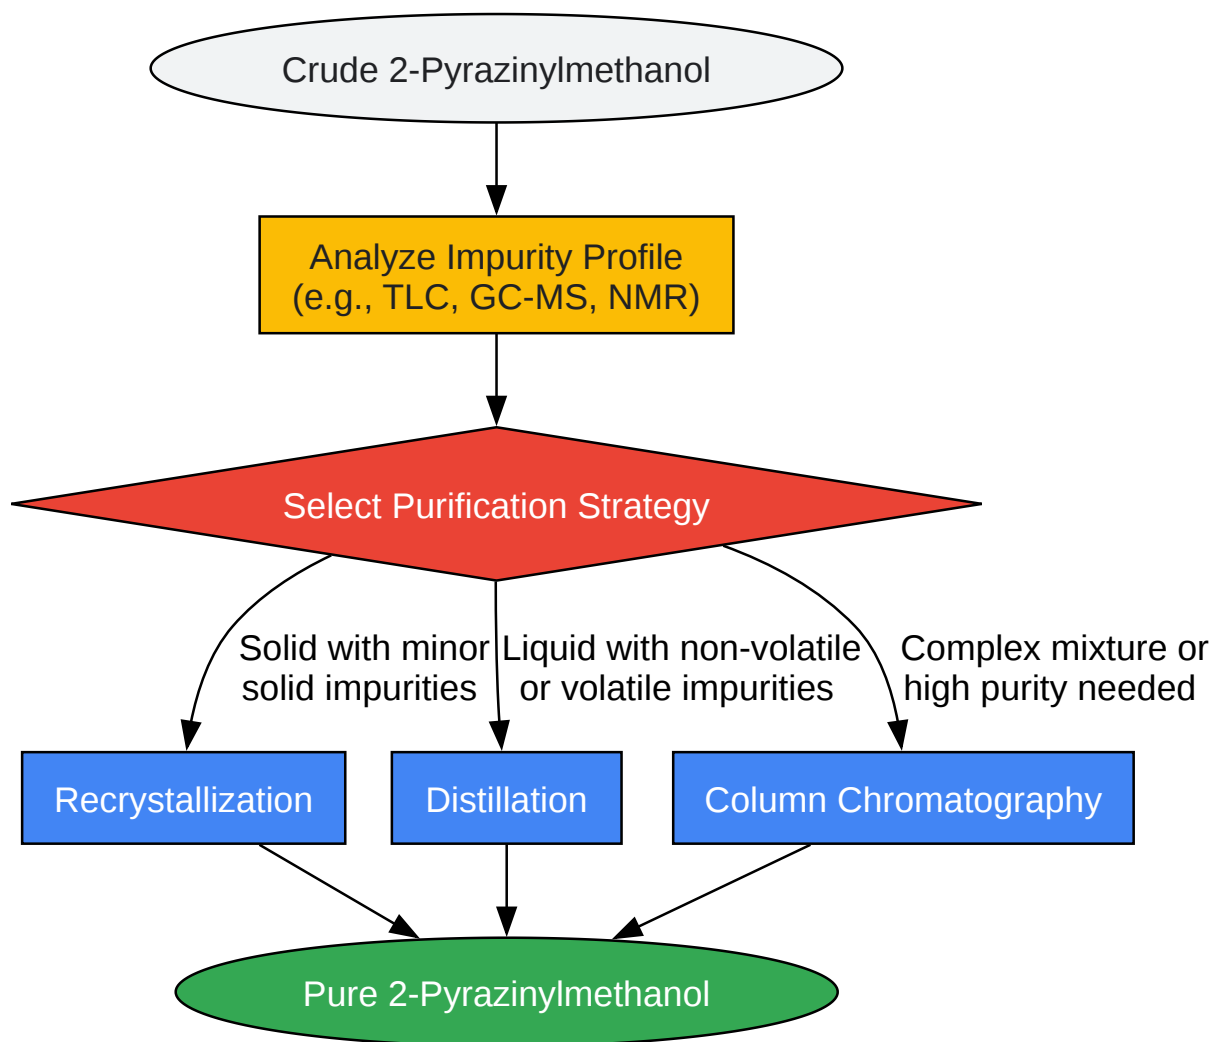 Crude 2-Pyrazinylmethanol
Analyze Impurity Profile
(e.g., TLC, GC-MS, NMR)
Select Purification Strategy
Solid with minor
solid impurities
Liquid with non-volatile
or volatile impurities
Complex mixture or
high purity needed
Recrystallization
Distillation
Column Chromatography
Pure 2-Pyrazinylmethanol